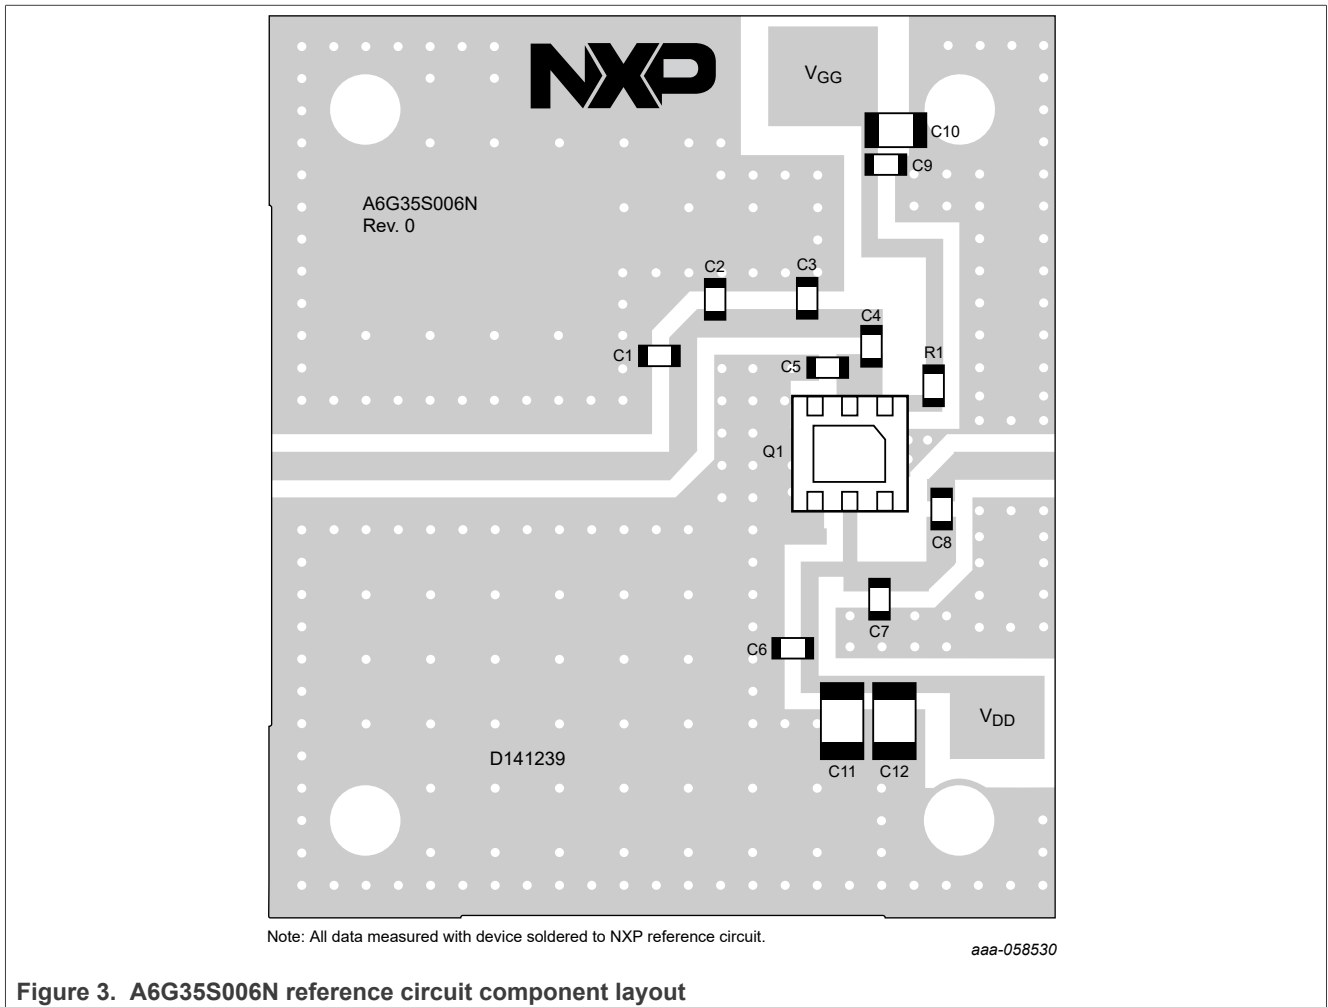 NXP
V_GG
C10
C9
A6G35S006N
Rev. 0
C2
C3
C4
C1
C5
R1
Q1
C8
C7
C6
V_DD
D141239
C11
C12
Note: All data measured with device soldered to NXP reference circuit.
aaa-058530
Figure 3. A6G35S006N reference circuit component layout